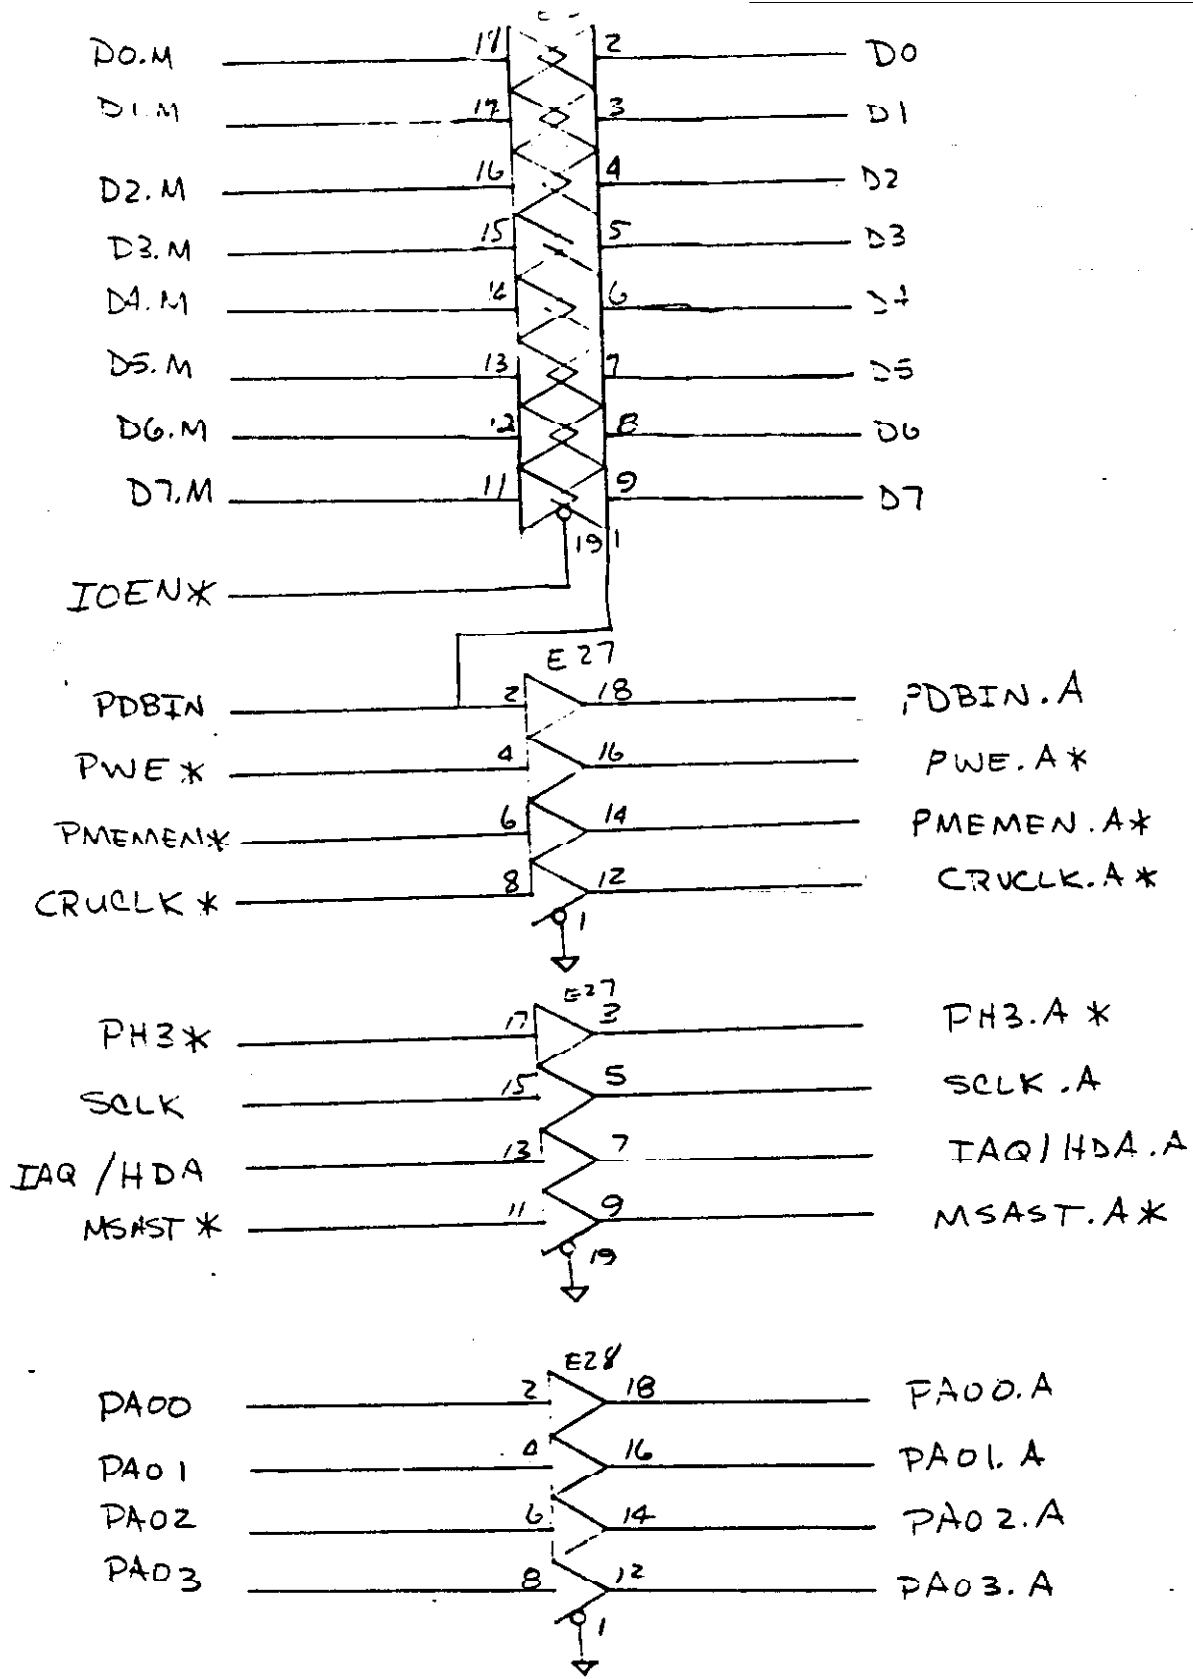 D0.M 18 2 D0
D1.M 17 3 D1
D2.M 16 4 D2
D3.M 15 5 D3
D4.M 14 6 D4
D5.M 13 7 D5
D6.M 12 8 D6
D7.M 11 9 D7
19 1
IOEN*
E27
PDBIN 2 18 PDBIN.A
PWE* 4 16 PWE.A*
PMEMEN* 6 14 PMEMEN.A*
CRUCLK* 8 12 CRUCLK.A*
1
E27
PH3* 17 3 PH3.A*
SCLK 15 5 SCLK.A
IAQ/HDA 13 7 IAQ/HDA.A
MSAST* 11 9 MSAST.A*
19
E28
PA00 2 18 PA00.A
PA01 4 16 PA01.A
PA02 6 14 PA02.A
PA03 8 12 PA03.A
1